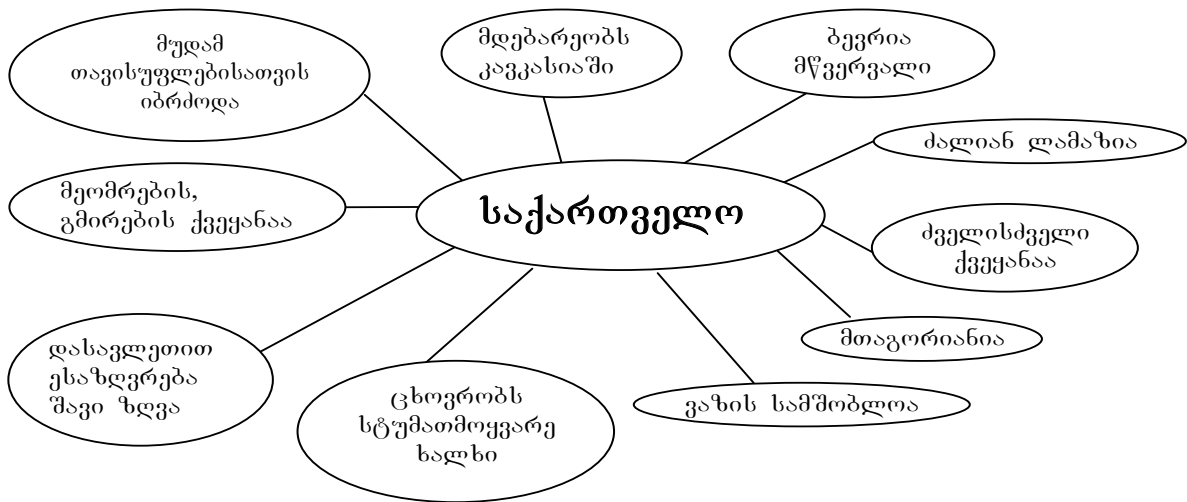 მუდამ
თავისუფლებისათვის
იბრძოდა
მდებარეობს
კავკასიაში
ბევრია
მწვერვალი
ძალიან ლამაზია
მეომრების,
გმირების ქვეყანაა
საქართველო
ძველისძველი
ქვეყანაა
მთაგორიანია
დასავლეთით
ესაზღვრება
შავი ზღვა
ცხოვრობს
სტუმათმოყვარე
ხალხი
ვაზის სამშობლოა